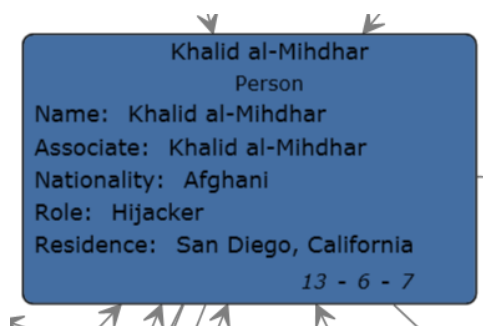 Khalid al-Mihdhar
Person
Name: Khalid al-Mihdhar
Associate: Khalid al-Mihdhar
Nationality: Afghani
Role: Hijacker
Residence: San Diego, California
13 - 6 - 7